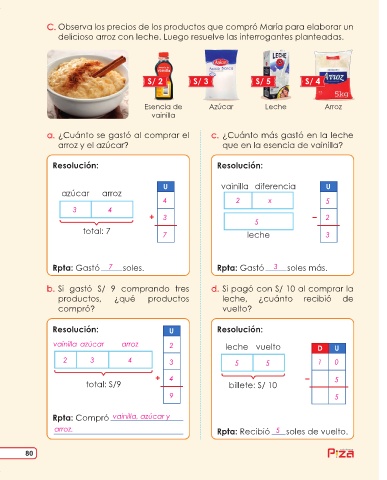 C. Observa los precios de los productos que compró María para elaborar un
delicioso arroz con leche. Luego resuelve las interrogantes planteadas.
S/ 2 S/ 3 S/ 5 S/ 4
LECHE
Arroz
5kg
Esencia de
vainilla
Azúcar Leche Arroz
a. ¿Cuánto se gastó al comprar el
arroz y el azúcar?
Resolución:
azúcar arroz
3 4
total: 7
U
4
+ 3
7
Rpta: Gastó 7 soles.
c. ¿Cuánto más gastó en la leche
que en la esencia de vainilla?
Resolución:
vainilla diferencia
2 x
5
leche
U
5
– 2
3
Rpta: Gastó 3 soles más.
b. Si gastó S/ 9 comprando tres
productos, ¿qué productos
compró?
Resolución:
vainilla azúcar arroz
2 3 4
total: S/9
U
2
3
+ 4
9
Rpta: Compró vainilla, azúcar y
arroz.
d. Si pagó con S/ 10 al comprar la
leche, ¿cuánto recibió de
vuelto?
Resolución:
leche vuelto
5 5
billete: S/ 10
D U
1 0
– 5
5
Rpta: Recibió 5 soles de vuelto.
80